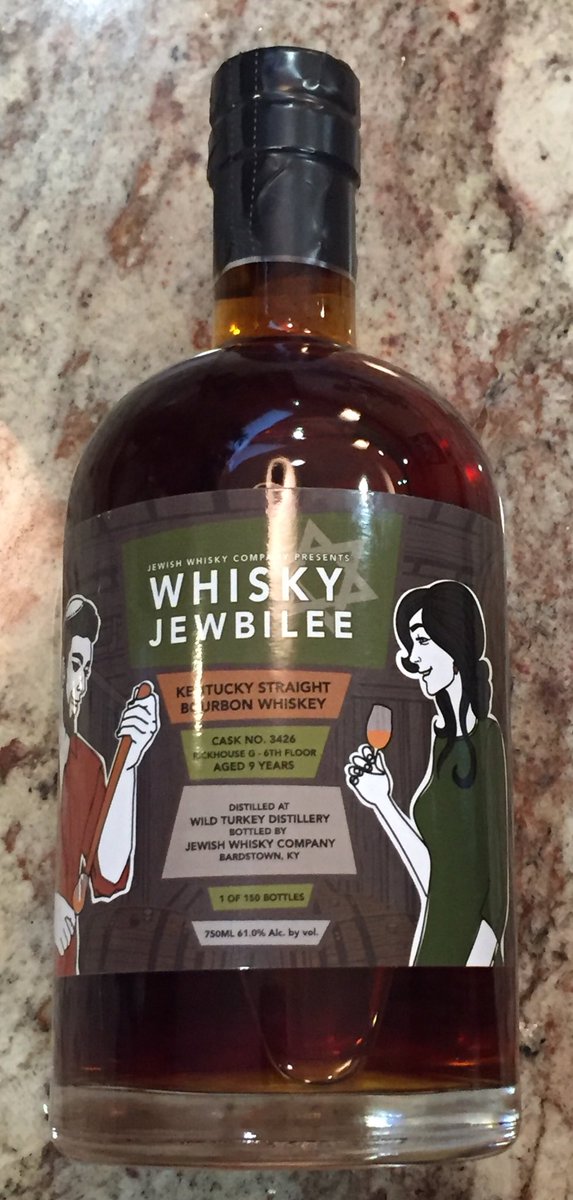 JEWISH WHISKY COMPANY PRESENTS
WHISKY
JEWBILEE
KENTUCKY STRAIGHT
BOURBON WHISKEY
CASK NO. 3426
RICKHOUSE G - 6TH FLOOR
AGED 9 YEARS
DISTILLED AT
WILD TURKEY DISTILLERY
BOTTLED BY
JEWISH WHISKY COMPANY
BARDSTOWN, KY
1 OF 150 BOTTLES
750ML 61.0% Alc. by vol.